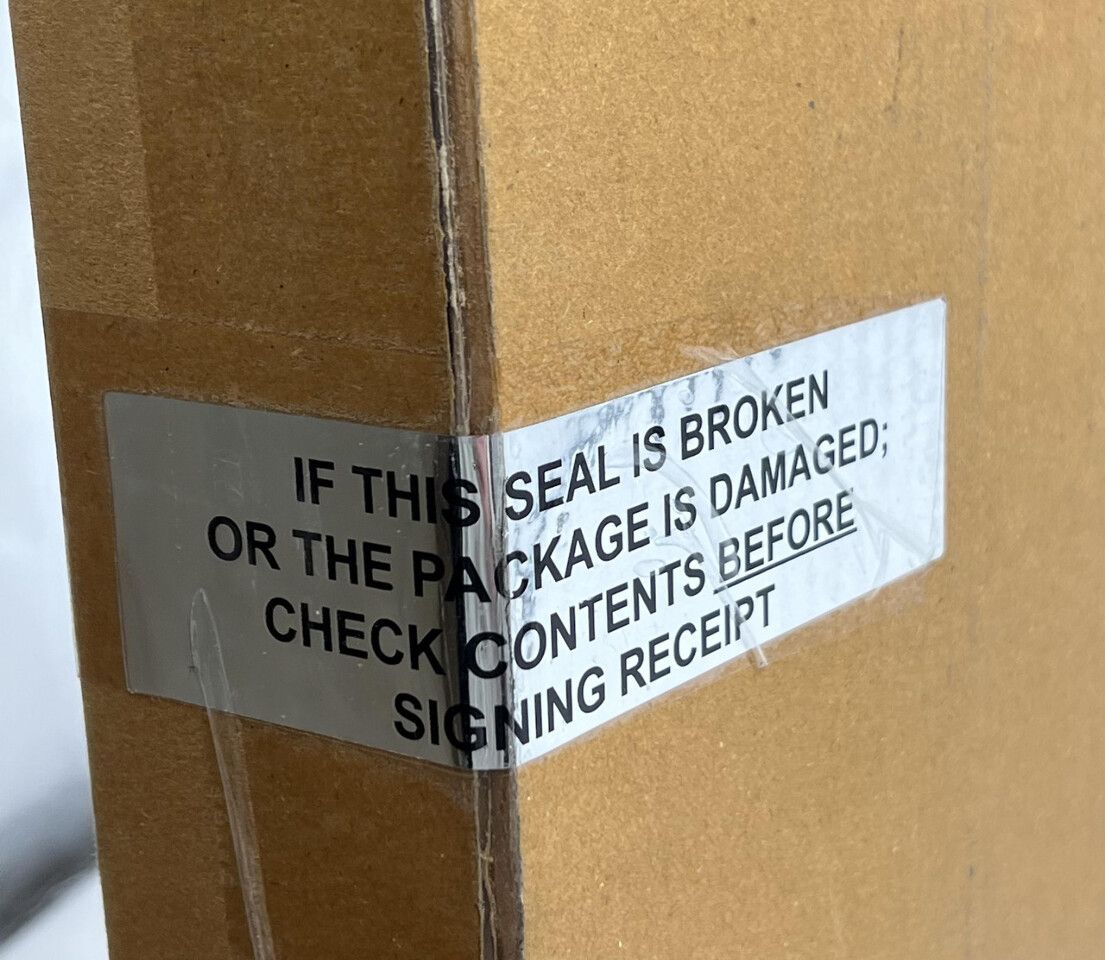 IF THIS SEAL IS BROKEN
OR THE PACKAGE IS DAMAGED;
CHECK CONTENTS BEFORE
SIGNING RECEIPT